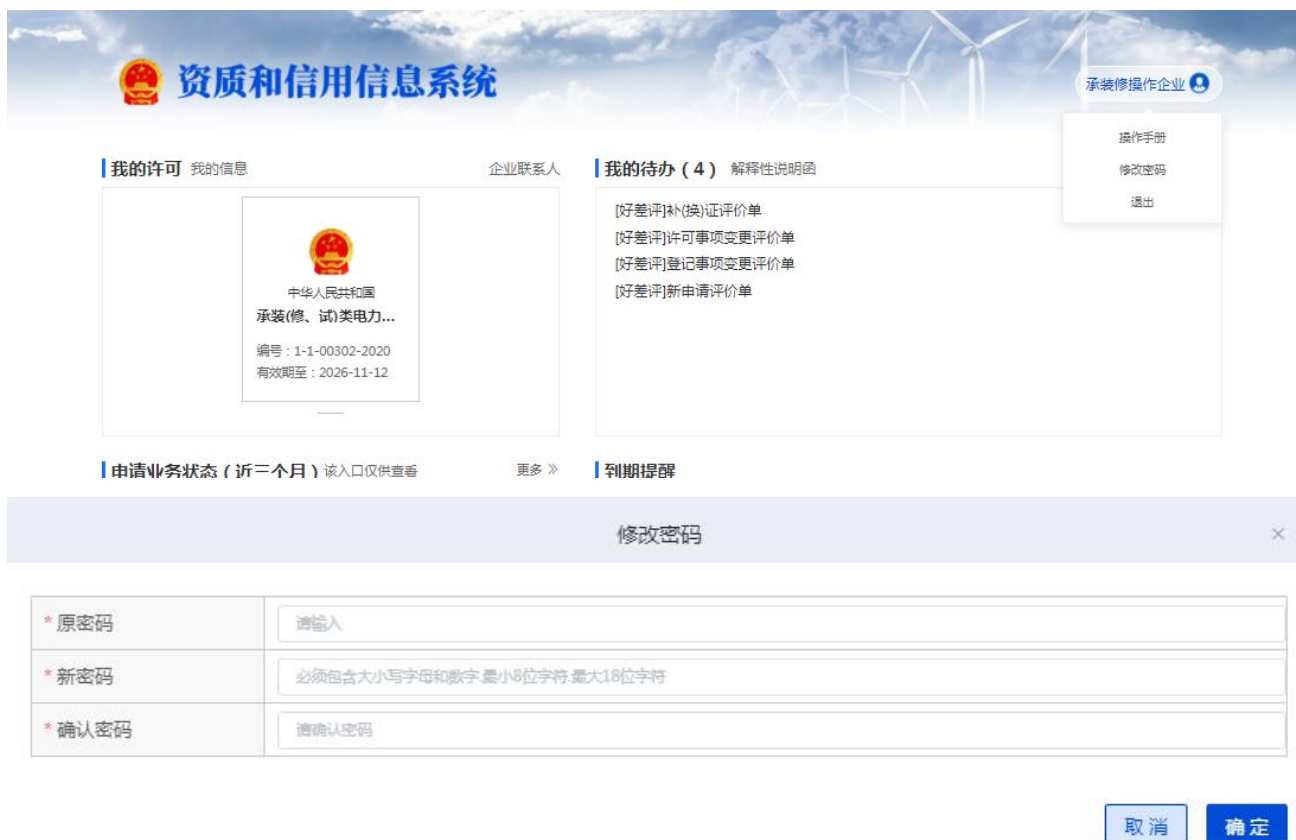 资质和信用信息系统
承装修操作企业
操作手册
修改密码
退出
我的许可 我的信息 企业联系人
中华人民共和国
承装(修、试)类电力...
编号：1-1-00302-2020
有效期至：2026-11-12
我的待办（4） 解释性说明函
[好差评]补(换)证评价单
[好差评]许可事项变更评价单
[好差评]登记事项变更评价单
[好差评]新申请评价单
申请业务状态（近三个月）该入口仅供查看 更多 》
到期提醒
修改密码 ×
* 原密码 请输入
* 新密码 必须包含大小写字母和数字.最小8位字符.最大18位字符
* 确认密码 请确认密码
取消 确定